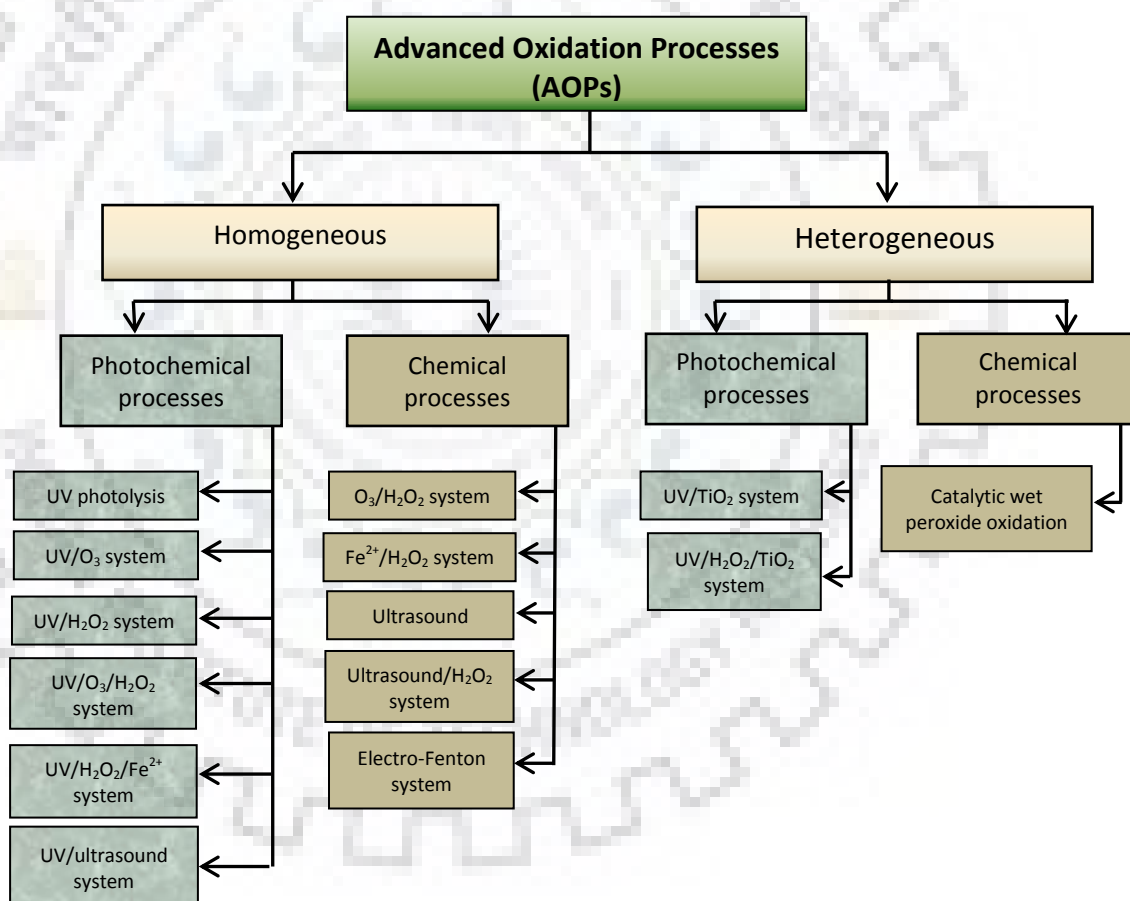 Advanced Oxidation Processes
(AOPs)
Homogeneous
Heterogeneous
Photochemical
processes
Chemical
processes
Photochemical
processes
Chemical
processes
UV photolysis
UV/O₃ system
UV/H₂O₂ system
UV/O₃/H₂O₂
system
UV/H₂O₂/Fe²⁺
system
UV/ultrasound
system
O₃/H₂O₂ system
Fe²⁺/H₂O₂ system
Ultrasound
Ultrasound/H₂O₂
system
Electro-Fenton
system
UV/TiO₂ system
UV/H₂O₂/TiO₂
system
Catalytic wet
peroxide oxidation